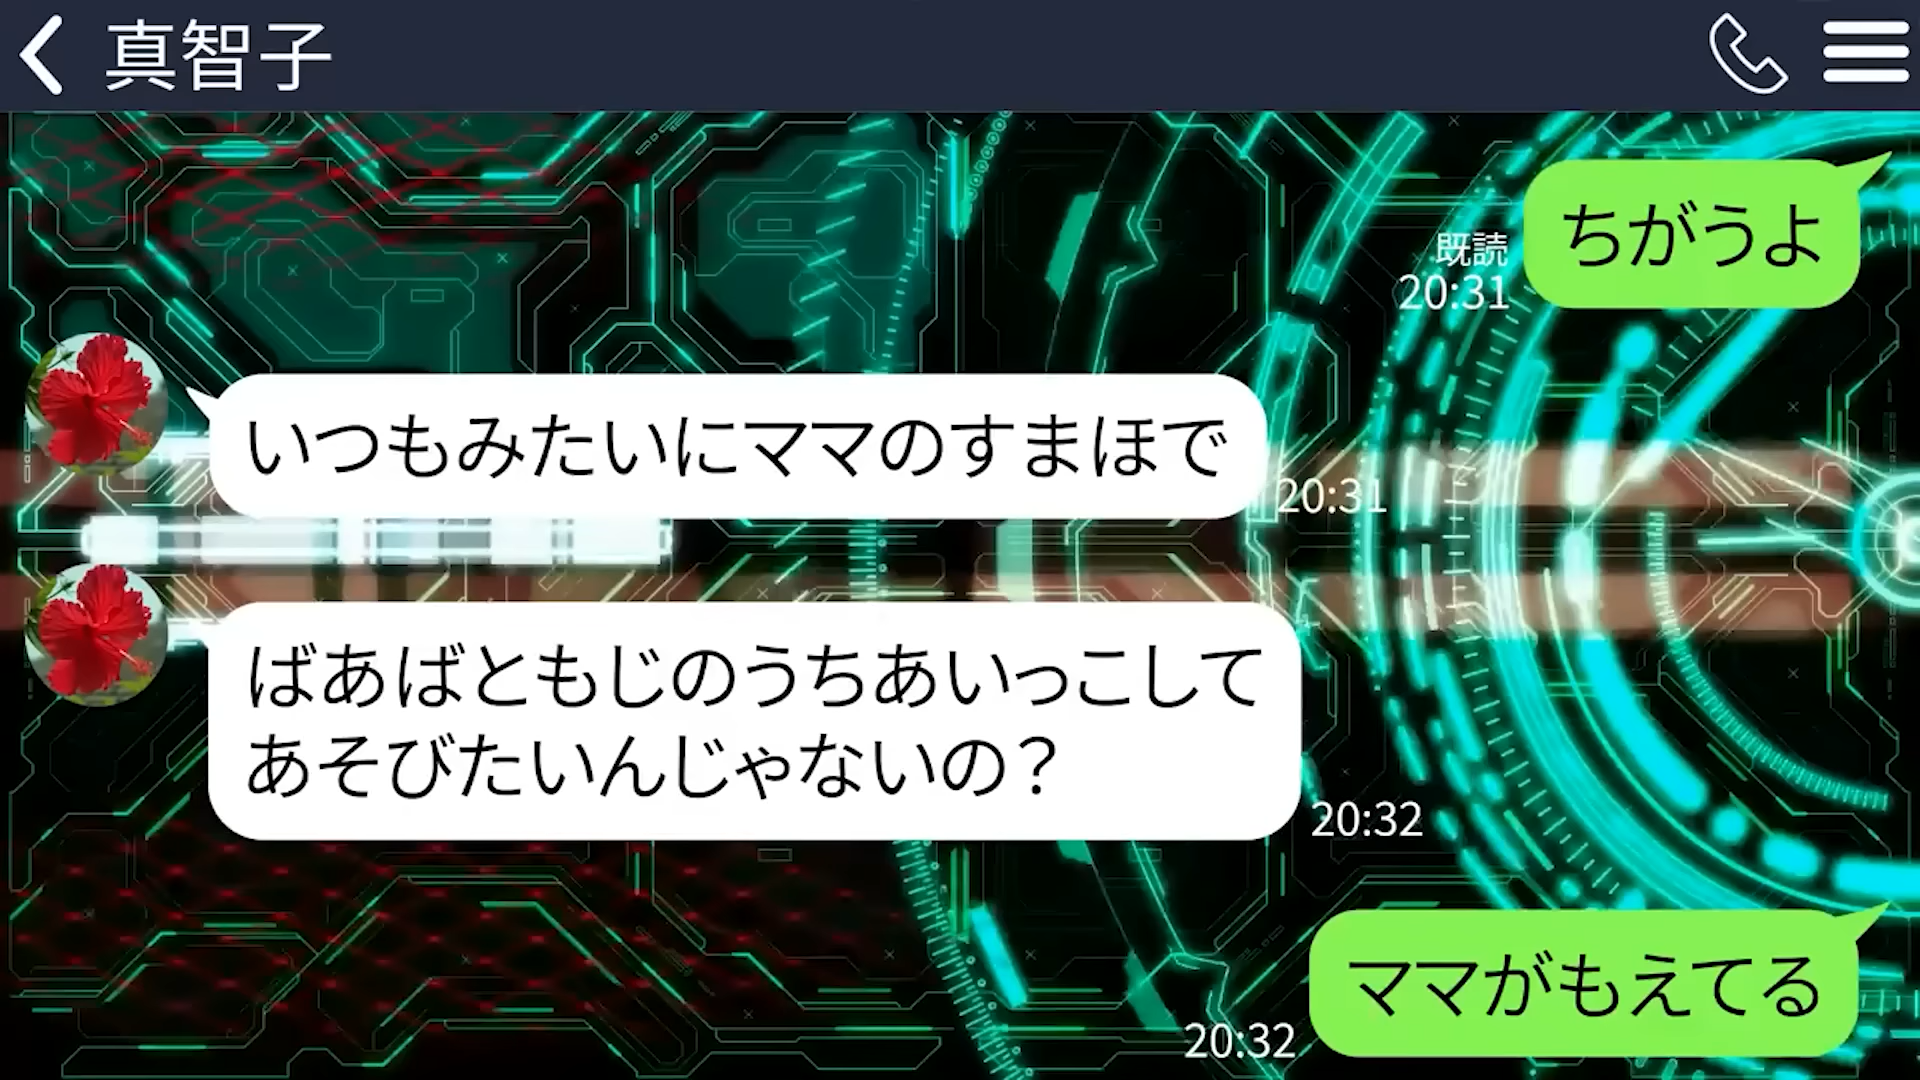 真智子
ちがうよ
既読
20:31
いつもみたいにママのすまほで
20:31
ばあばともじのうちあいっこして
あそびたいんじゃないの？
20:32
ママがもえてる
20:32